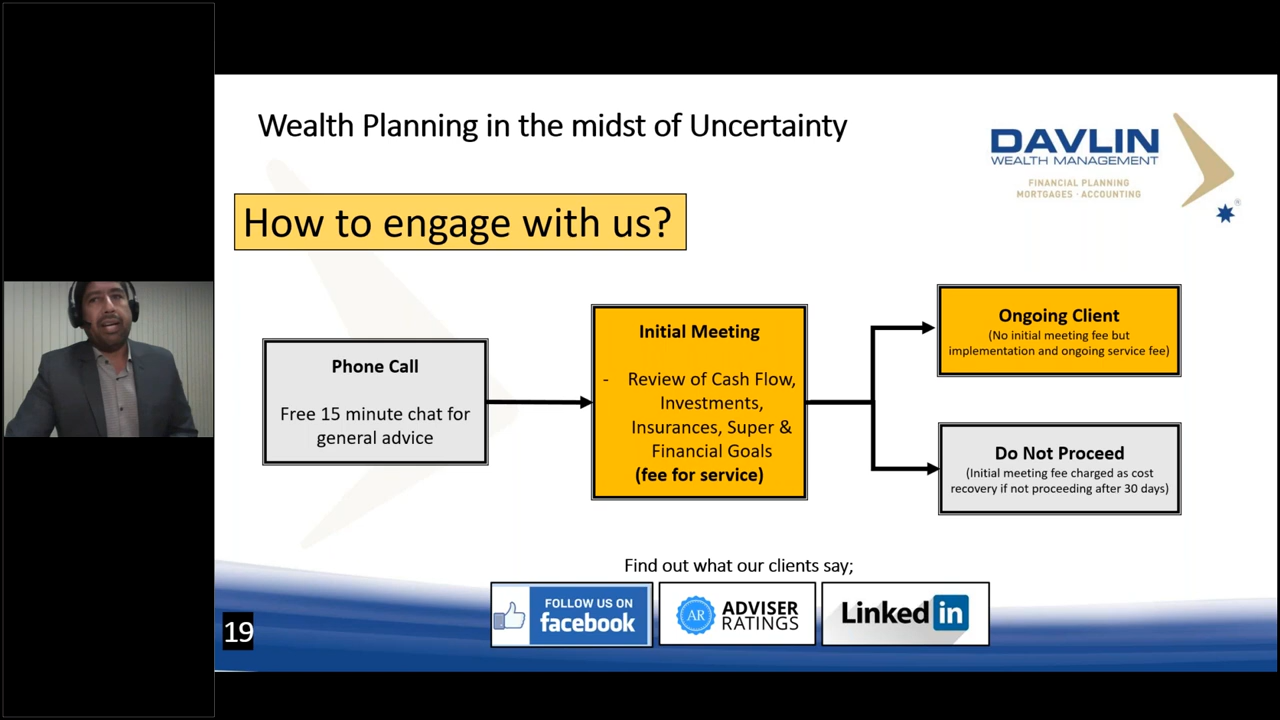 Wealth Planning in the midst of Uncertainty
DAVLIN
WEALTH MANAGEMENT
FINANCIAL PLANNING
MORTGAGES · ACCOUNTING
®
How to engage with us?
Phone Call
Free 15 minute chat for
general advice
Initial Meeting
- Review of Cash Flow,
Investments,
Insurances, Super &
Financial Goals
(fee for service)
Ongoing Client
(No initial meeting fee but
implementation and ongoing service fee)
Do Not Proceed
(Initial meeting fee charged as cost
recovery if not proceeding after 30 days)
Find out what our clients say;
FOLLOW US ON
facebook
AR
ADVISER
RATINGS
Linked in
19